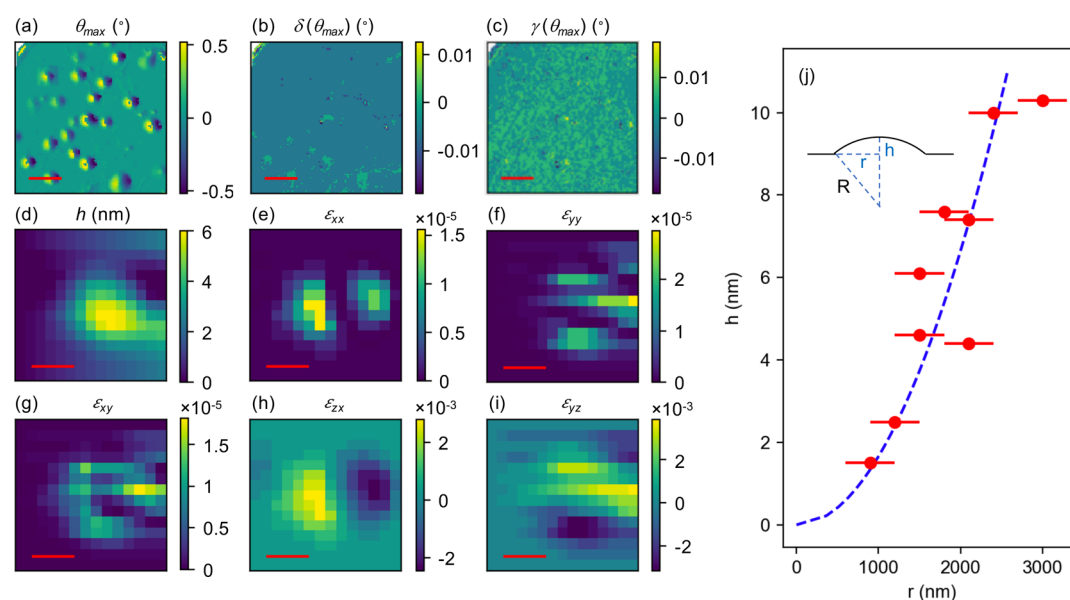 (a) θmax (°)
0.5
0
-0.5
(b) δ(θmax) (°)
0.01
0
-0.01
(c) γ(θmax) (°)
0.01
0
-0.01
(d) h (nm)
6
4
2
0
(e) εxx
×10⁻⁵
1.5
1.0
0.5
0
(f) εyy
×10⁻⁵
2
1
0
(g) εxy
×10⁻⁵
1.5
1.0
0.5
0
(h) εzx
×10⁻³
2
0
-2
(i) εyz
×10⁻³
2
0
-2
(j)
h
r
R
h (nm)
10
8
6
4
2
0
0 1000 2000 3000
r (nm)